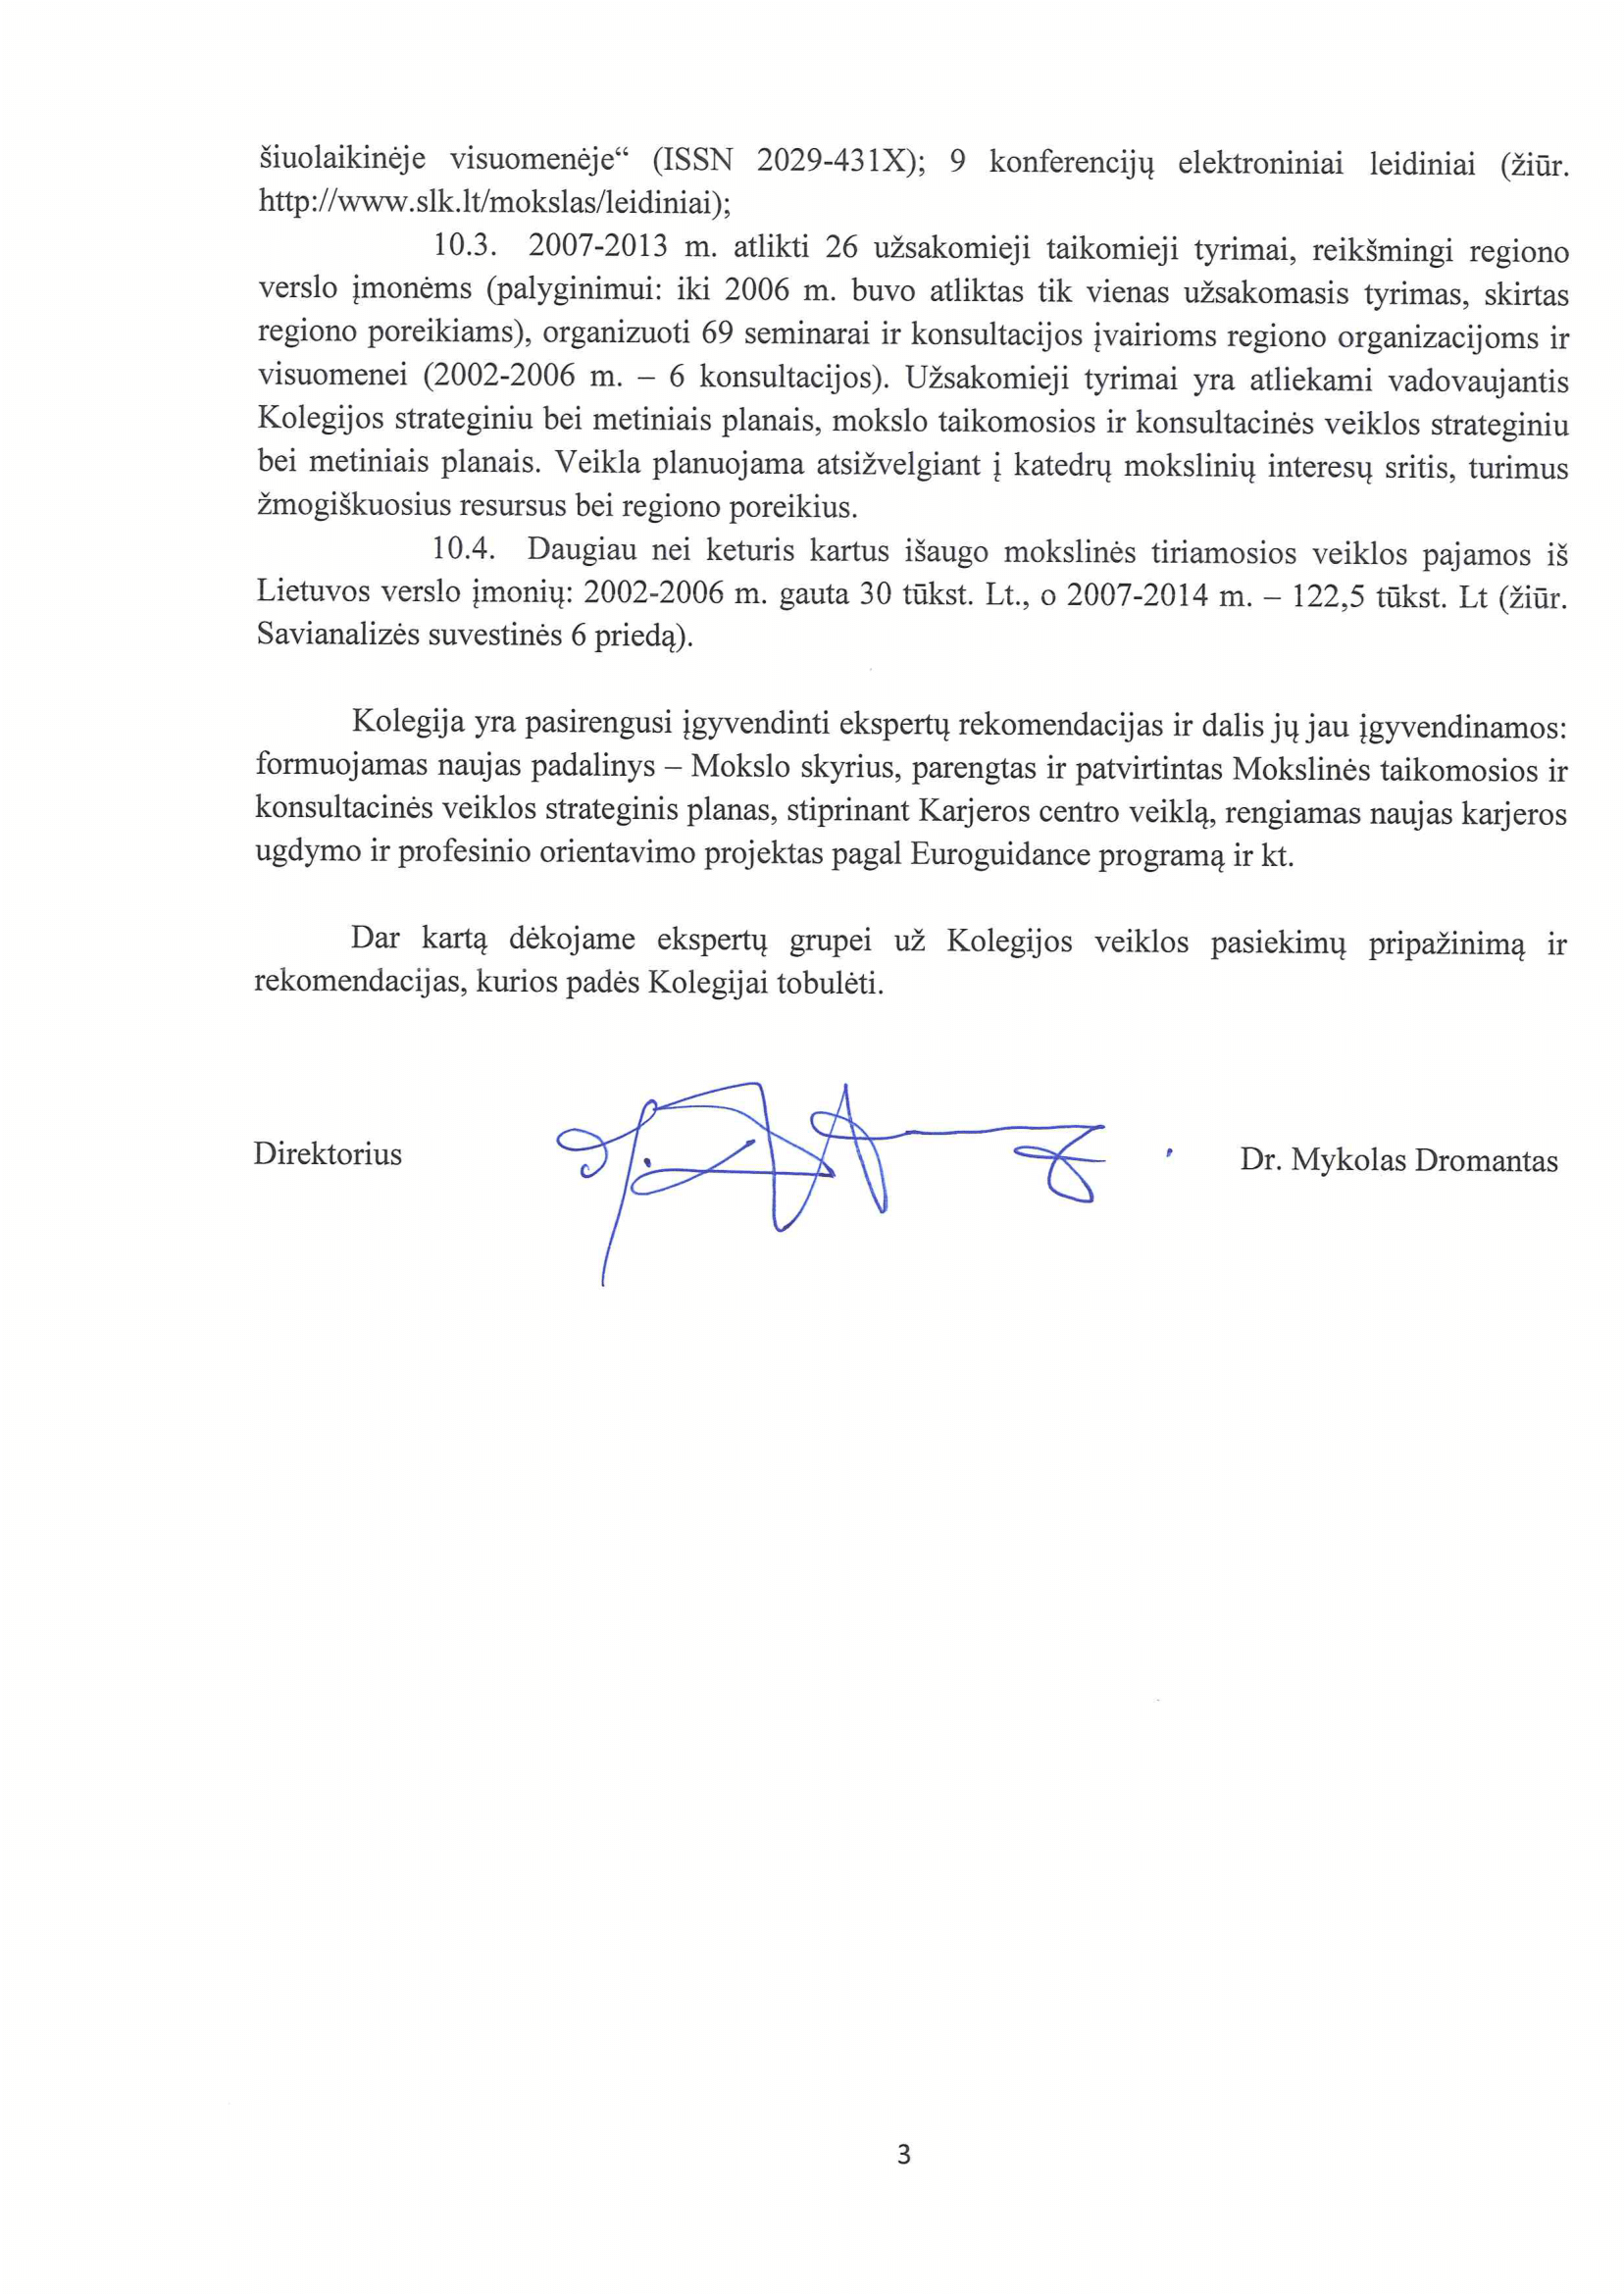 šiuolaikinėje visuomenėje“ (ISSN 2029-431X); 9 konferencijų elektroniniai leidiniai (žiūr.
http://www.slk.lt/mokslas/leidiniai);
10.3. 2007-2013 m. atlikti 26 užsakomieji taikomieji tyrimai, reikšmingi regiono
verslo įmonėms (palyginimui: iki 2006 m. buvo atliktas tik vienas užsakomasis tyrimas, skirtas
regiono poreikiams), organizuoti 69 seminarai ir konsultacijos įvairioms regiono organizacijoms ir
visuomenei (2002-2006 m. – 6 konsultacijos). Užsakomieji tyrimai yra atliekami vadovaujantis
Kolegijos strateginiu bei metiniais planais, mokslo taikomosios ir konsultacinės veiklos strateginiu
bei metiniais planais. Veikla planuojama atsižvelgiant į katedrų mokslinių interesų sritis, turimus
žmogiškuosius resursus bei regiono poreikius.
10.4. Daugiau nei keturis kartus išaugo mokslinės tiriamosios veiklos pajamos iš
Lietuvos verslo įmonių: 2002-2006 m. gauta 30 tūkst. Lt., o 2007-2014 m. – 122,5 tūkst. Lt (žiūr.
Savianalizės suvestinės 6 priedą).
Kolegija yra pasirengusi įgyvendinti ekspertų rekomendacijas ir dalis jų jau įgyvendinamos:
formuojamas naujas padalinys – Mokslo skyrius, parengtas ir patvirtintas Mokslinės taikomosios ir
konsultacinės veiklos strateginis planas, stiprinant Karjeros centro veiklą, rengiamas naujas karjeros
ugdymo ir profesinio orientavimo projektas pagal Euroguidance programą ir kt.
Dar kartą dėkojame ekspertų grupei už Kolegijos veiklos pasiekimų pripažinimą ir
rekomendacijas, kurios padės Kolegijai tobulėti.
Direktorius Dr. Mykolas Dromantas
3